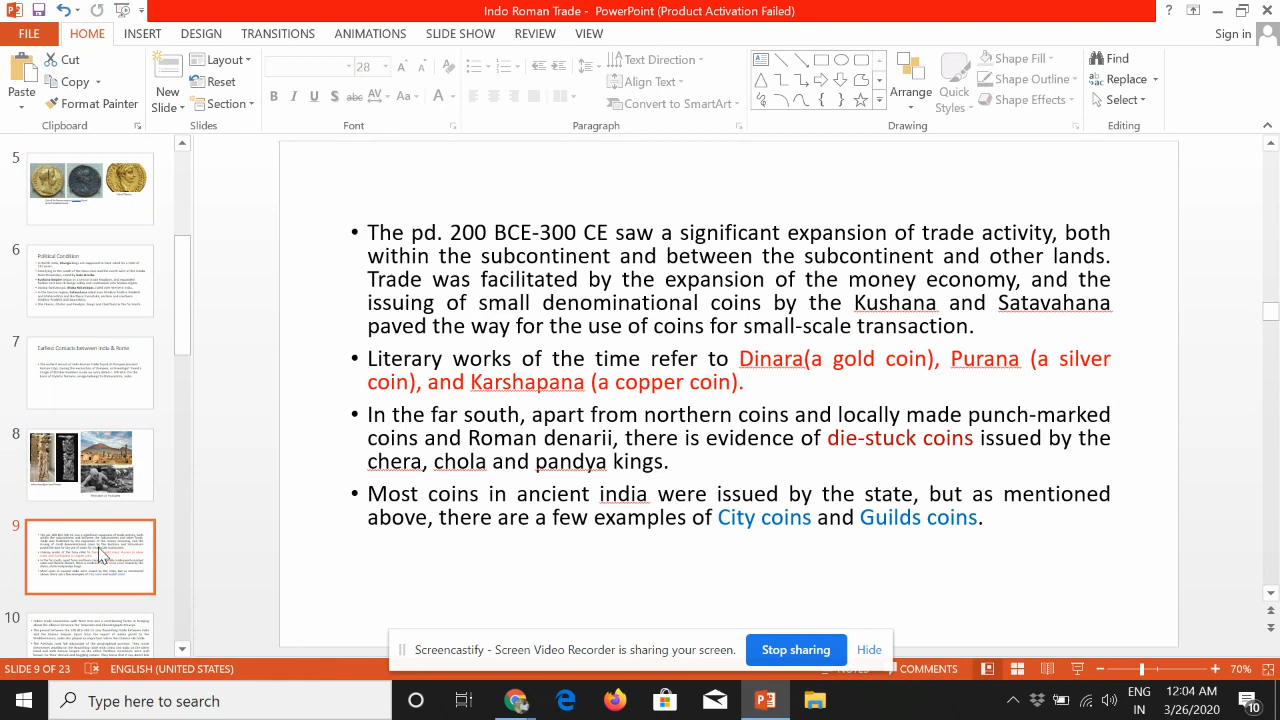 Indo Roman Trade - PowerPoint (Product Activation Failed)
?
FILE HOME INSERT DESIGN TRANSITIONS ANIMATIONS SLIDE SHOW REVIEW VIEW Sign in
Paste
Cut
Copy
Format Painter
Clipboard
New
Slide
Layout
Reset
Section
Slides
28
B I U S abc AV Aa A
Font
Text Direction
Align Text
Convert to SmartArt
Paragraph
Arrange
Quick
Styles
Shape Fill
Shape Outline
Shape Effects
Drawing
Find
Replace
Select
Editing
5
6
Political Condition
7
Earliest Contacts between India & Rome
8
9
10
• The pd. 200 BCE-300 CE saw a significant expansion of trade activity, both
within the subcontinent and between the subcontinent and other lands.
Trade was facilitated by the expansion of the money economy, and the
issuing of small denominational coins by the Kushana and Satavahana
paved the way for the use of coins for small-scale transaction.
• Literary works of the time refer to Dinara(a gold coin), Purana (a silver
coin), and Karshapana (a copper coin).
• In the far south, apart from northern coins and locally made punch-marked
coins and Roman denarii, there is evidence of die-stuck coins issued by the
chera, chola and pandya kings.
• Most coins in ancient india were issued by the state, but as mentioned
above, there are a few examples of City coins and Guilds coins.
Screencastify - Screen Video Recorder is sharing your screen.
Stop sharing
Hide
SLIDE 9 OF 23 ENGLISH (UNITED STATES) COMMENTS 70%
Type here to search
ENG
IN
12:04 AM
3/26/2020
10